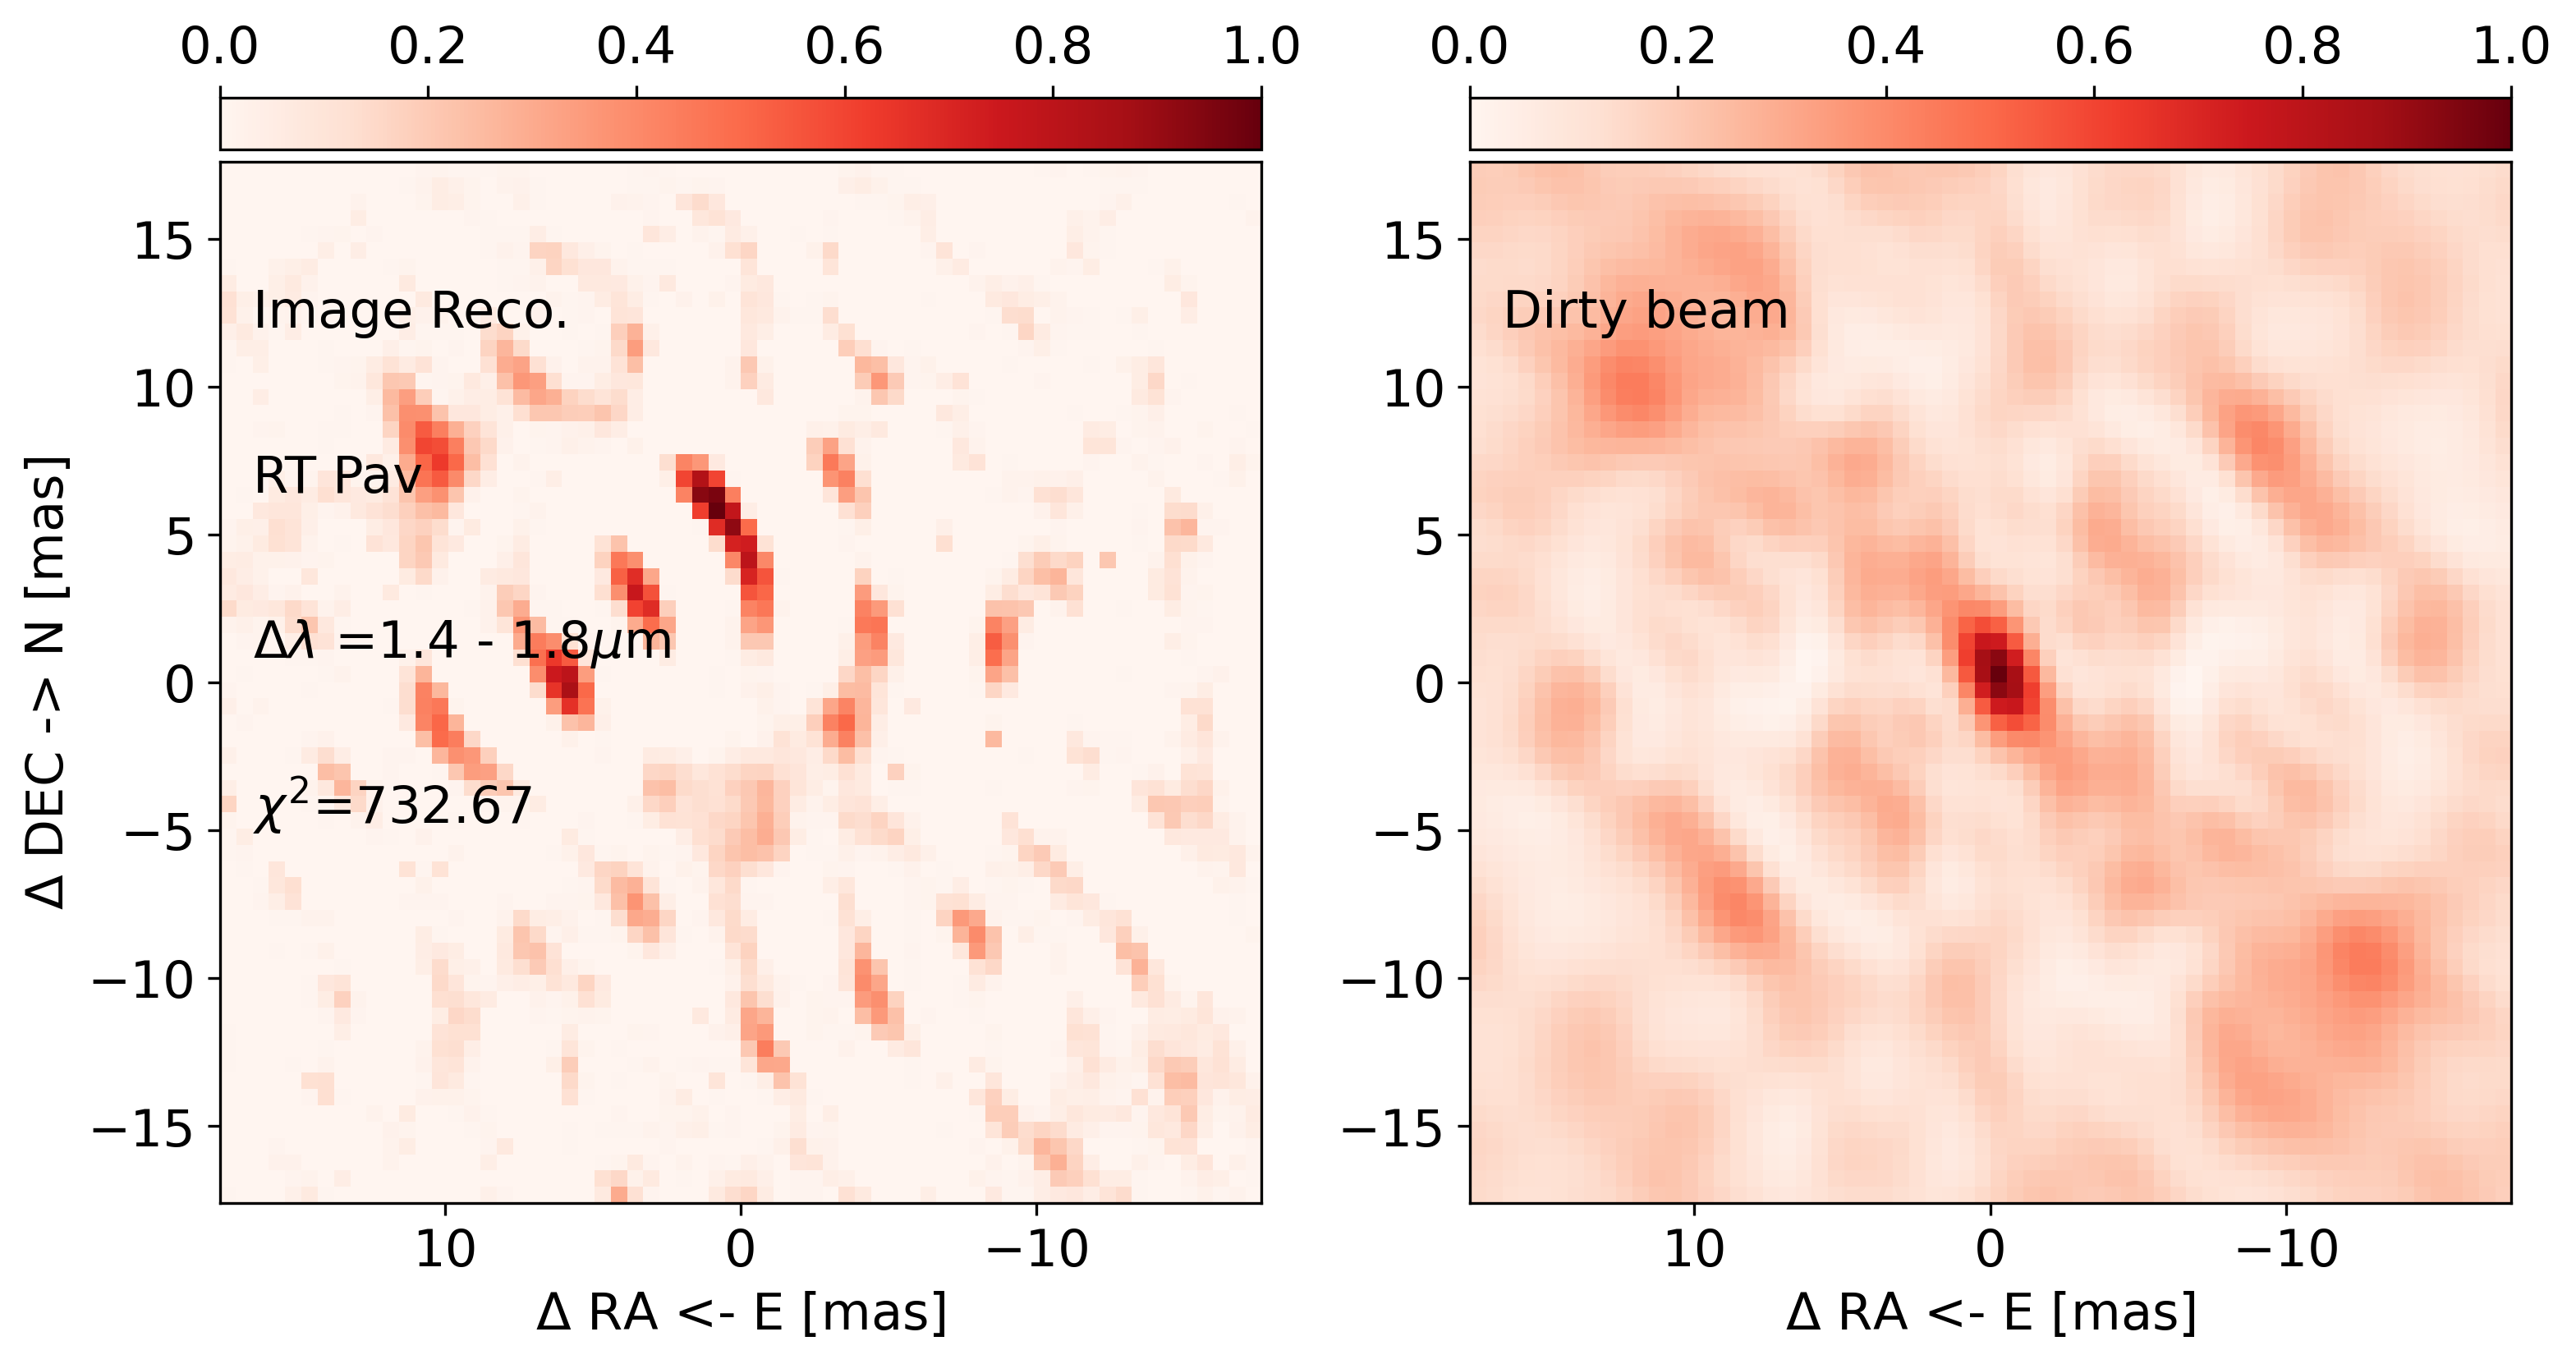 0.0 0.2 0.4 0.6 0.8 1.0
0.0 0.2 0.4 0.6 0.8 1.0
Δ DEC -> N [mas]
15
10
5
0
−5
−10
−15
Image Reco.
RT Pav
Δλ =1.4 - 1.8μm
χ²=732.67
10 0 −10
Δ RA <- E [mas]
15
10
5
0
−5
−10
−15
Dirty beam
10 0 −10
Δ RA <- E [mas]